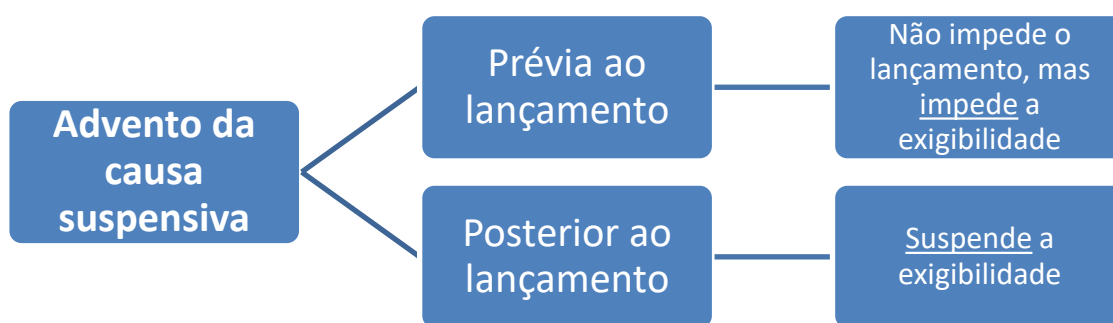 Advento da
causa
suspensiva
Prévia ao
lançamento
Não impede o
lançamento, mas
impede a
exigibilidade
Posterior ao
lançamento
Suspende a
exigibilidade